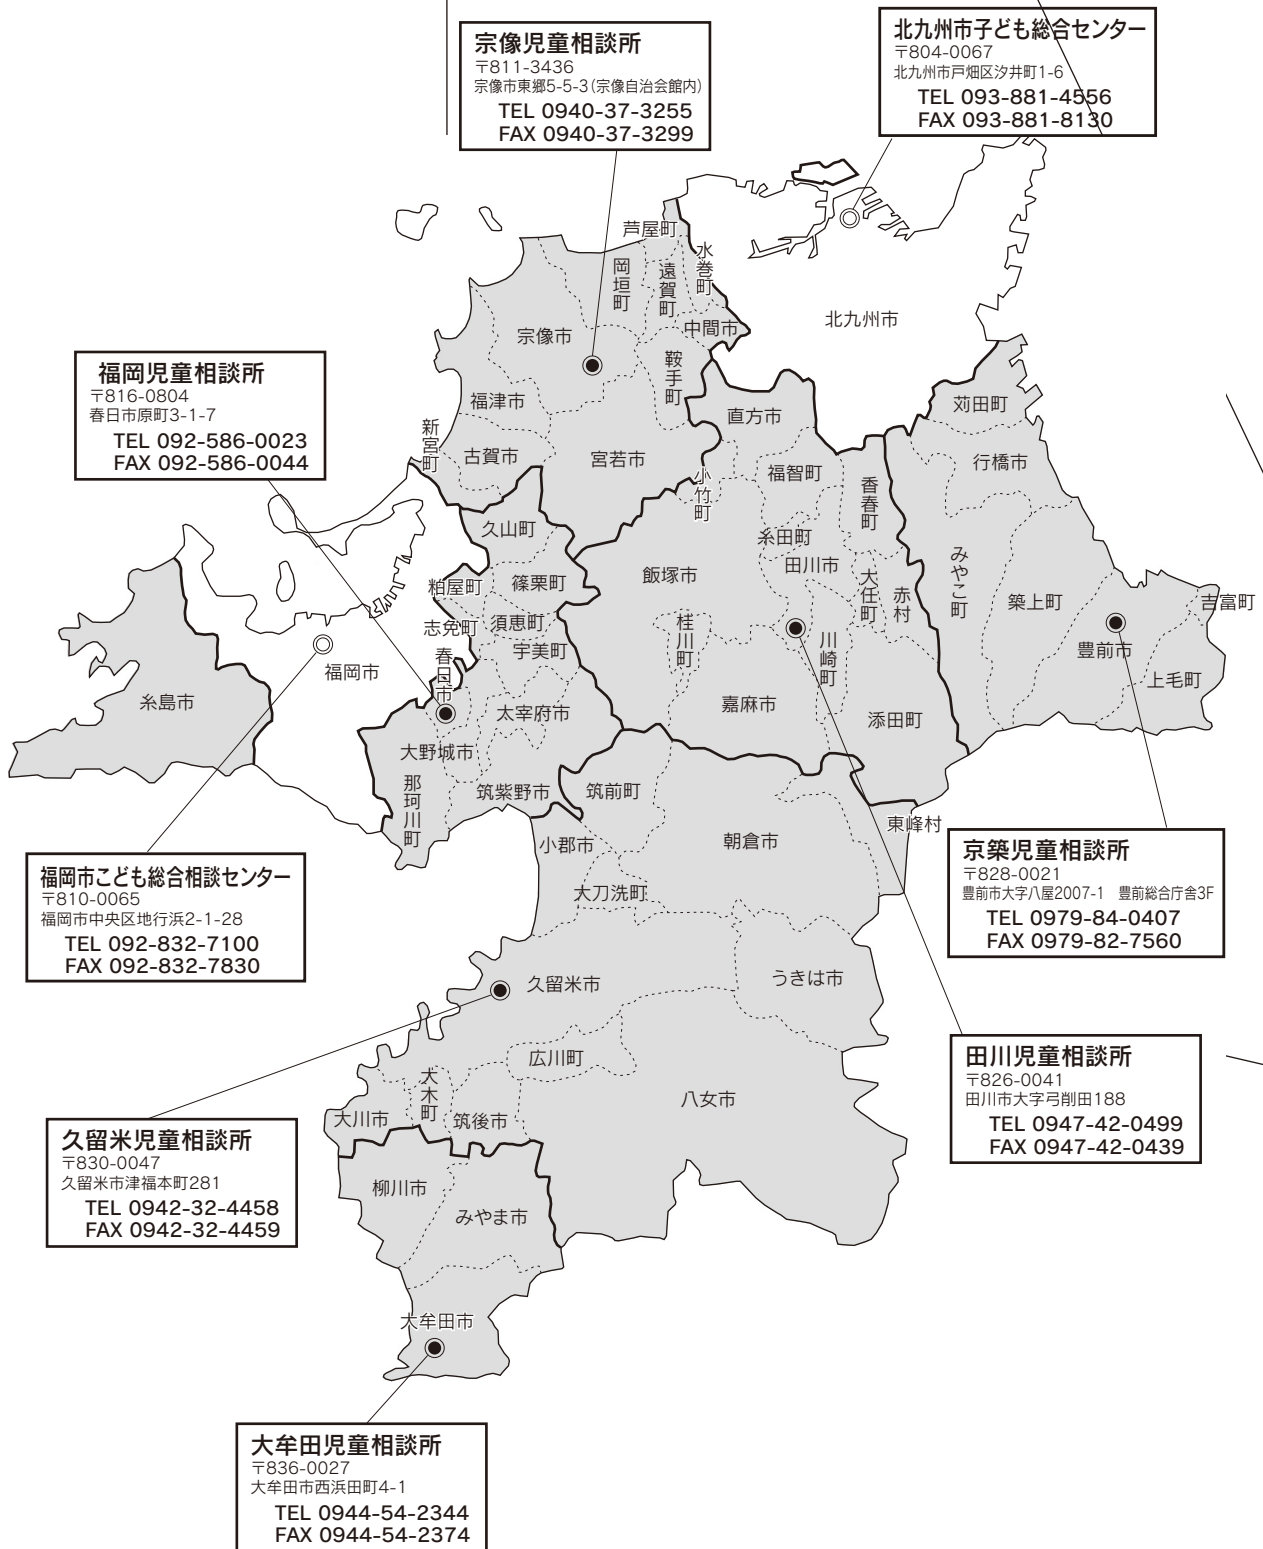 宗像児童相談所
〒811-3436
宗像市東郷5-5-3(宗像自治会館内)
TEL 0940-37-3255
FAX 0940-37-3299
北九州市子ども総合センター
〒804-0067
北九州市戸畑区汐井町1-6
TEL 093-881-4556
FAX 093-881-8130
芦屋町
水巻町
岡垣町
遠賀町
北九州市
宗像市
中間市
鞍手町
福岡児童相談所
〒816-0804
春日市原町3-1-7
TEL 092-586-0023
FAX 092-586-0044
福津市
直方市
苅田町
新宮町
古賀市
宮若市
小竹町
福智町
香春町
行橋市
久山町
糸田町
田川市
飯塚市
みやこ町
粕屋町
篠栗町
大任町
赤村
築上町
吉富町
志免町
須恵町
宇美町
桂川町
川崎町
豊前市
上毛町
福岡市
春日市
糸島市
太宰府市
嘉麻市
添田町
大野城市
那珂川町
筑紫野市
筑前町
朝倉市
東峰村
小郡市
大刀洗町
福岡市こども総合相談センター
〒810-0065
福岡市中央区地行浜2-1-28
TEL 092-832-7100
FAX 092-832-7830
京築児童相談所
〒828-0021
豊前市大字八屋2007-1 豊前総合庁舎3F
TEL 0979-84-0407
FAX 0979-82-7560
久留米市
うきは市
広川町
大木町
大川市
筑後市
八女市
田川児童相談所
〒826-0041
田川市大字弓削田188
TEL 0947-42-0499
FAX 0947-42-0439
久留米児童相談所
〒830-0047
久留米市津福本町281
TEL 0942-32-4458
FAX 0942-32-4459
柳川市
みやま市
大牟田市
大牟田児童相談所
〒836-0027
大牟田市西浜田町4-1
TEL 0944-54-2344
FAX 0944-54-2374